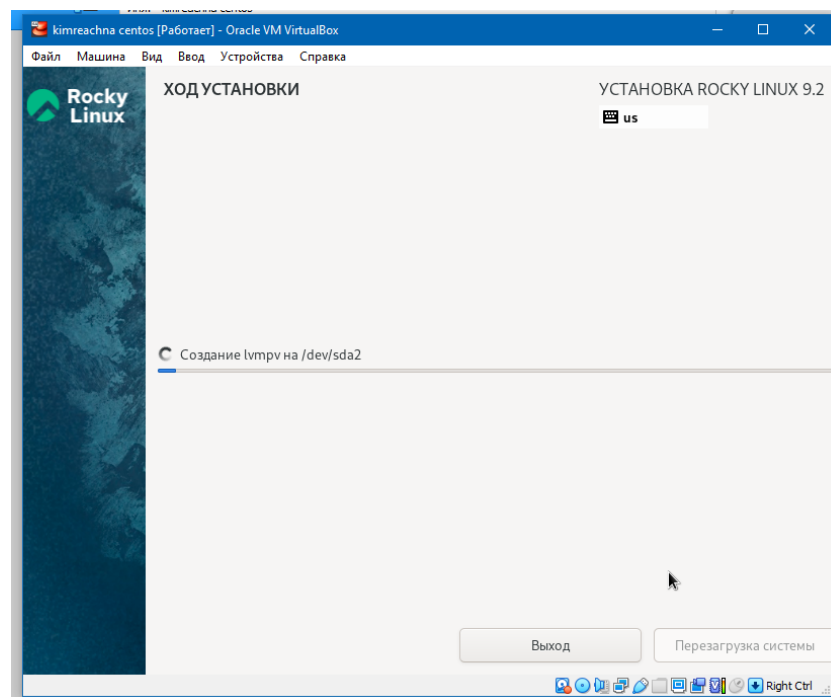 kimreachna centos [Работает] - Oracle VM VirtualBox
Файл Машина Вид Ввод Устройства Справка
Rocky Linux
ХОД УСТАНОВКИ
УСТАНОВКА ROCKY LINUX 9.2
us
Создание lvmpv на /dev/sda2
Выход
Перезагрузка системы
Right Ctrl